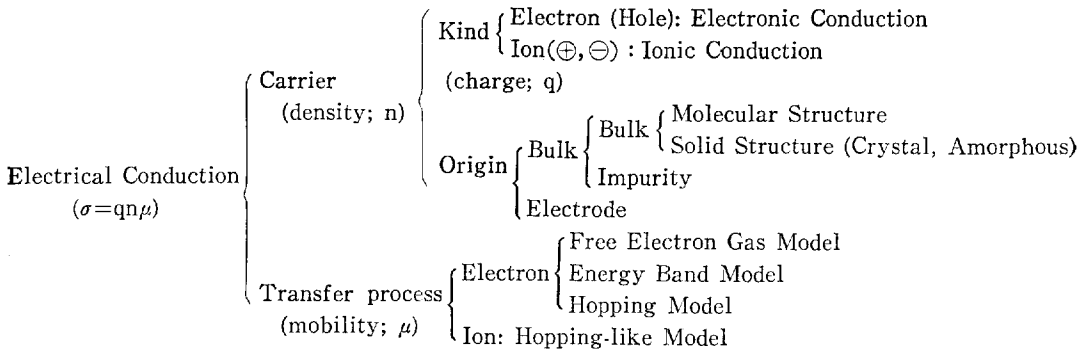 Kind Electron (Hole): Electronic Conduction
Ion(⊕,⊖) : Ionic Conduction
Carrier (charge; q)
(density; n)
Bulk Molecular Structure
Bulk Solid Structure (Crystal, Amorphous)
Origin Impurity
Electrode
Electrical Conduction
(σ=qnμ)
Free Electron Gas Model
Electron Energy Band Model
Transfer process Hopping Model
(mobility; μ) Ion: Hopping-like Model